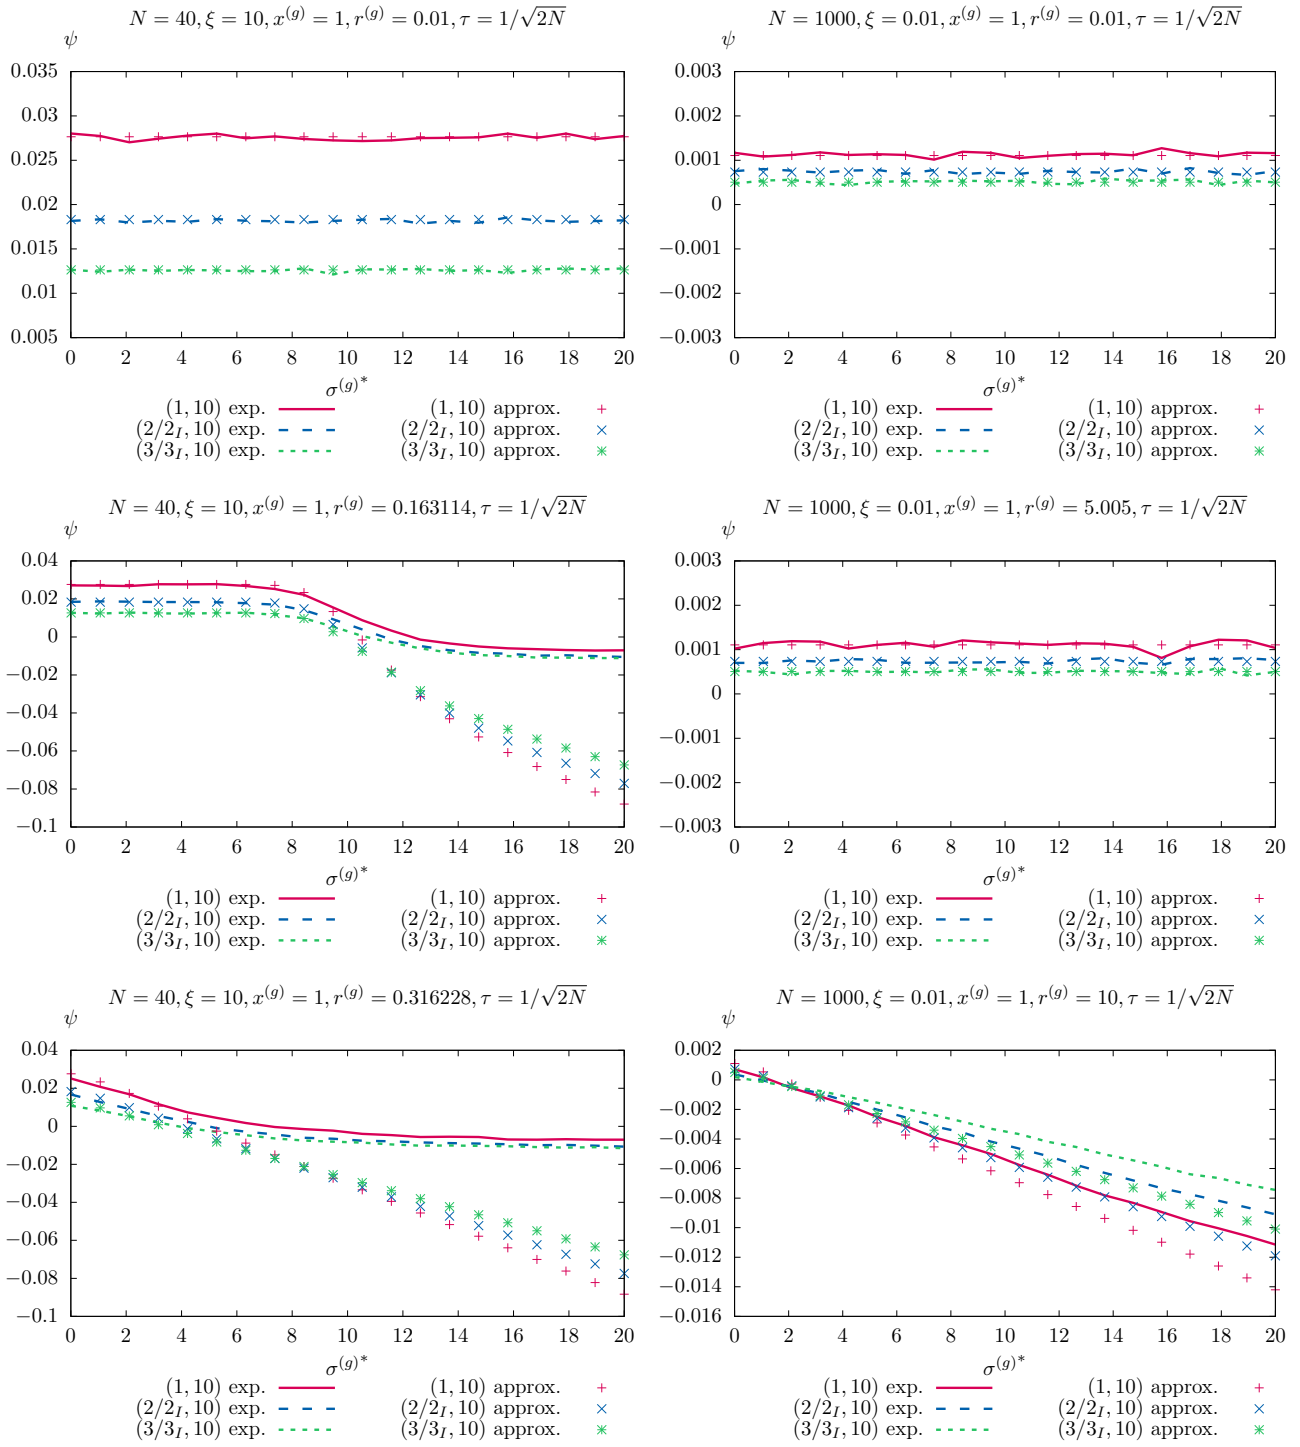 N = 40, ξ = 10, x^(g) = 1, r^(g) = 0.01, τ = 1/√2N
ψ
0.035
0.03
0.025
0.02
0.015
0.01
0.005
0 2 4 6 8 10 12 14 16 18 20
σ^(g)*
(1, 10) exp. (1, 10) approx.
(2/2_I, 10) exp. (2/2_I, 10) approx.
(3/3_I, 10) exp. (3/3_I, 10) approx.
N = 1000, ξ = 0.01, x^(g) = 1, r^(g) = 0.01, τ = 1/√2N
ψ
0.003
0.002
0.001
0
−0.001
−0.002
−0.003
0 2 4 6 8 10 12 14 16 18 20
σ^(g)*
(1, 10) exp. (1, 10) approx.
(2/2_I, 10) exp. (2/2_I, 10) approx.
(3/3_I, 10) exp. (3/3_I, 10) approx.
N = 40, ξ = 10, x^(g) = 1, r^(g) = 0.163114, τ = 1/√2N
ψ
0.04
0.02
0
−0.02
−0.04
−0.06
−0.08
−0.1
0 2 4 6 8 10 12 14 16 18 20
σ^(g)*
(1, 10) exp. (1, 10) approx.
(2/2_I, 10) exp. (2/2_I, 10) approx.
(3/3_I, 10) exp. (3/3_I, 10) approx.
N = 1000, ξ = 0.01, x^(g) = 1, r^(g) = 5.005, τ = 1/√2N
ψ
0.003
0.002
0.001
0
−0.001
−0.002
−0.003
0 2 4 6 8 10 12 14 16 18 20
σ^(g)*
(1, 10) exp. (1, 10) approx.
(2/2_I, 10) exp. (2/2_I, 10) approx.
(3/3_I, 10) exp. (3/3_I, 10) approx.
N = 40, ξ = 10, x^(g) = 1, r^(g) = 0.316228, τ = 1/√2N
ψ
0.04
0.02
0
−0.02
−0.04
−0.06
−0.08
−0.1
0 2 4 6 8 10 12 14 16 18 20
σ^(g)*
(1, 10) exp. (1, 10) approx.
(2/2_I, 10) exp. (2/2_I, 10) approx.
(3/3_I, 10) exp. (3/3_I, 10) approx.
N = 1000, ξ = 0.01, x^(g) = 1, r^(g) = 10, τ = 1/√2N
ψ
0.002
0
−0.002
−0.004
−0.006
−0.008
−0.01
−0.012
−0.014
−0.016
0 2 4 6 8 10 12 14 16 18 20
σ^(g)*
(1, 10) exp. (1, 10) approx.
(2/2_I, 10) exp. (2/2_I, 10) approx.
(3/3_I, 10) exp. (3/3_I, 10) approx.